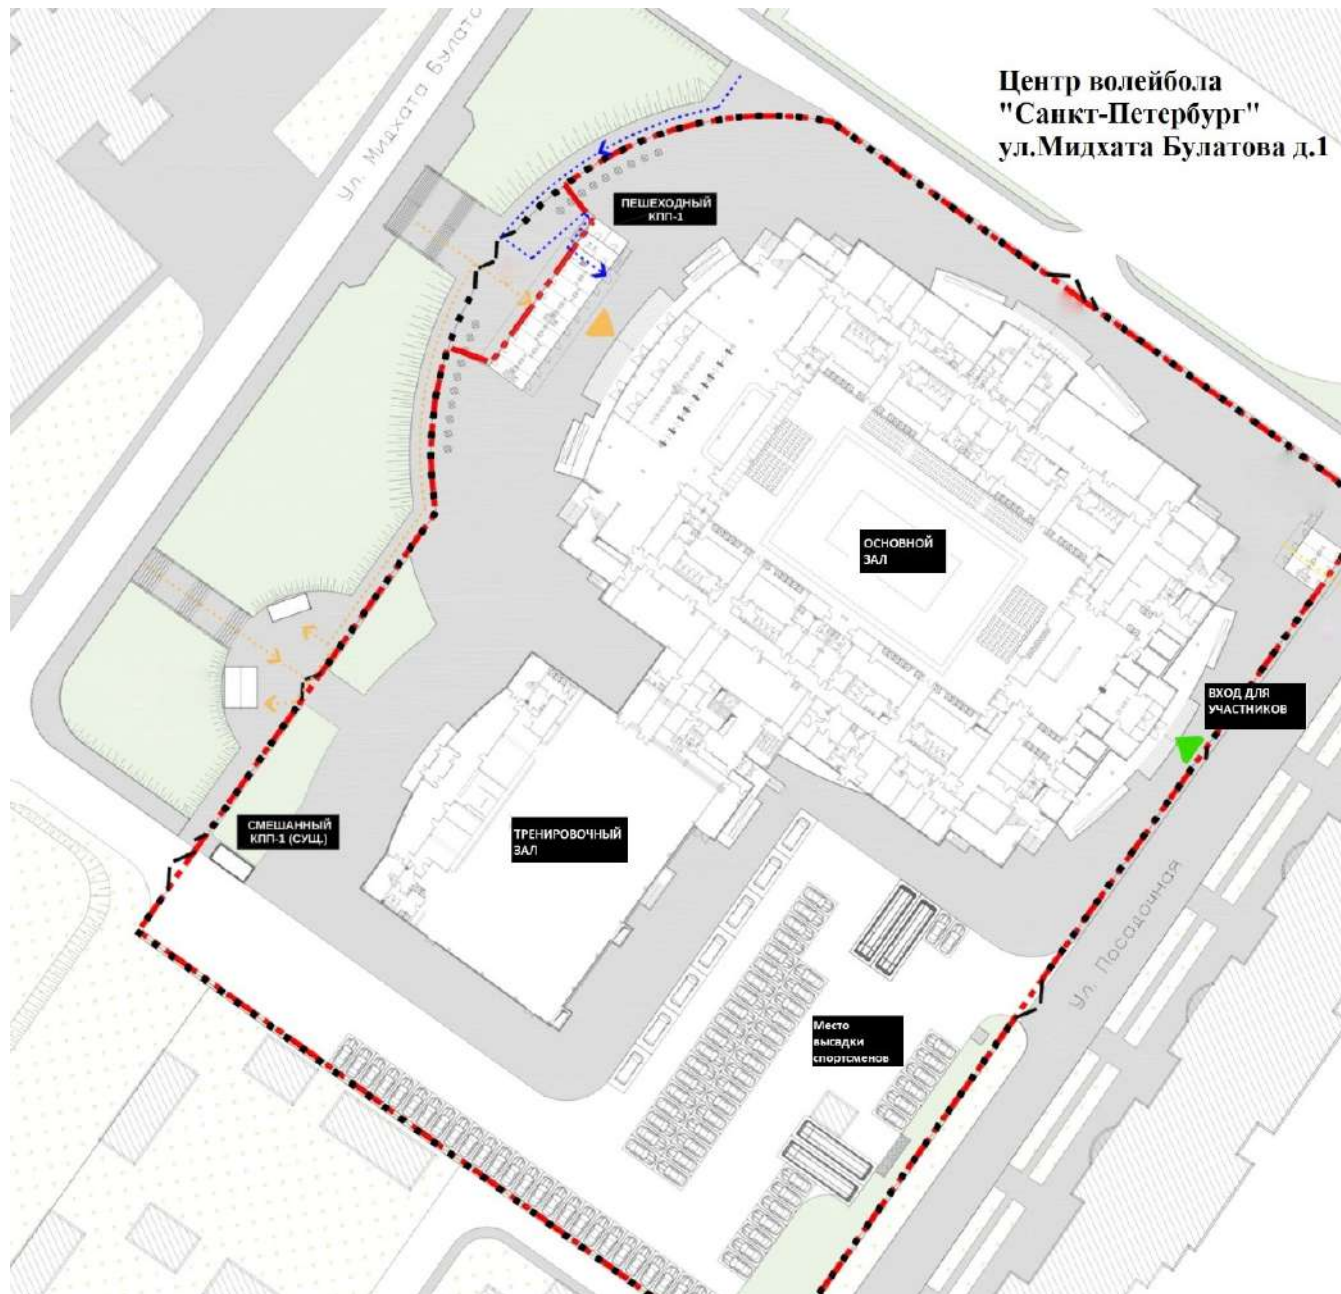 Центр волейбола
"Санкт-Петербург"
ул.Мидхата Булатова д.1
Ул. Мидхата Булато
ПЕШЕХОДНЫЙ
КПП-1
ОСНОВНОЙ
ЗАЛ
ВХОД ДЛЯ
УЧАСТНИКОВ
СМЕШАННЫЙ
КПП-1 (СУЩ.)
ТРЕНИРОВОЧНЫЙ
ЗАЛ
Ул. Посадочная
Место
высадки
спортсменов